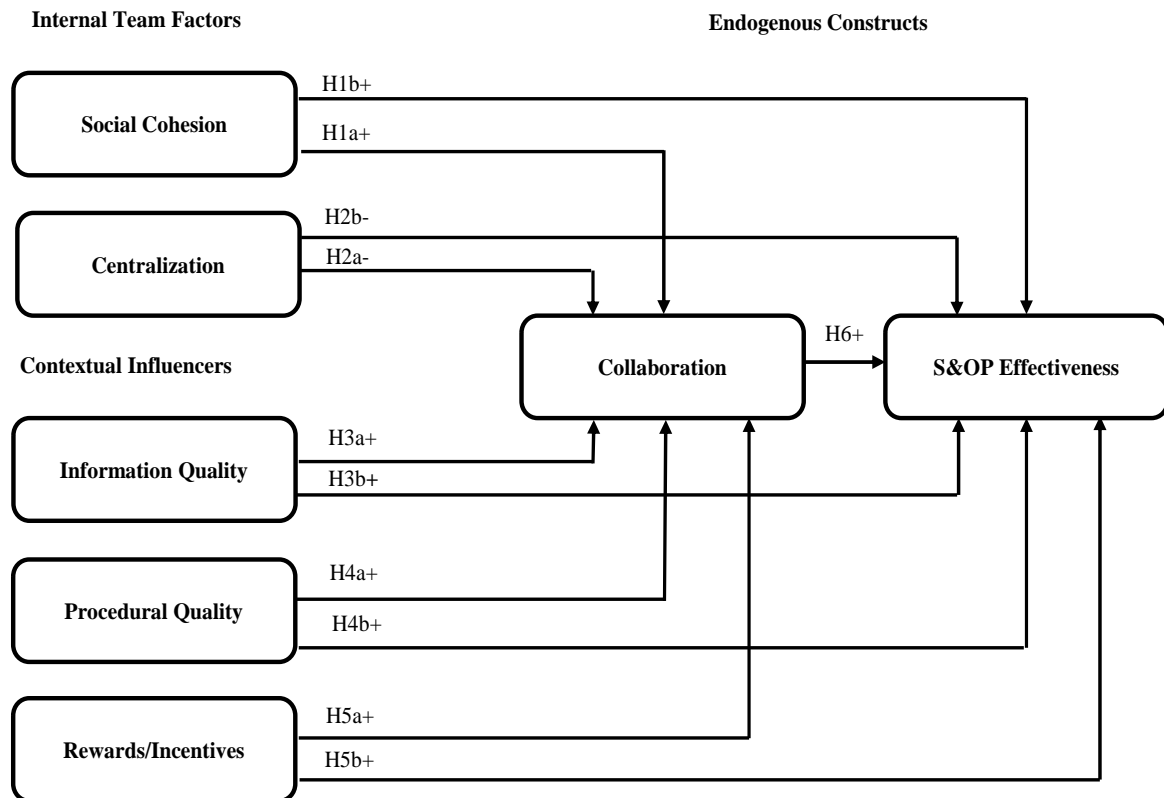 Internal Team Factors
Endogenous Constructs
H1b+
Social Cohesion
H1a+
H2b-
Centralization
H2a-
H6+
Contextual Influencers
Collaboration
S&OP Effectiveness
H3a+
Information Quality
H3b+
H4a+
Procedural Quality
H4b+
H5a+
Rewards/Incentives
H5b+